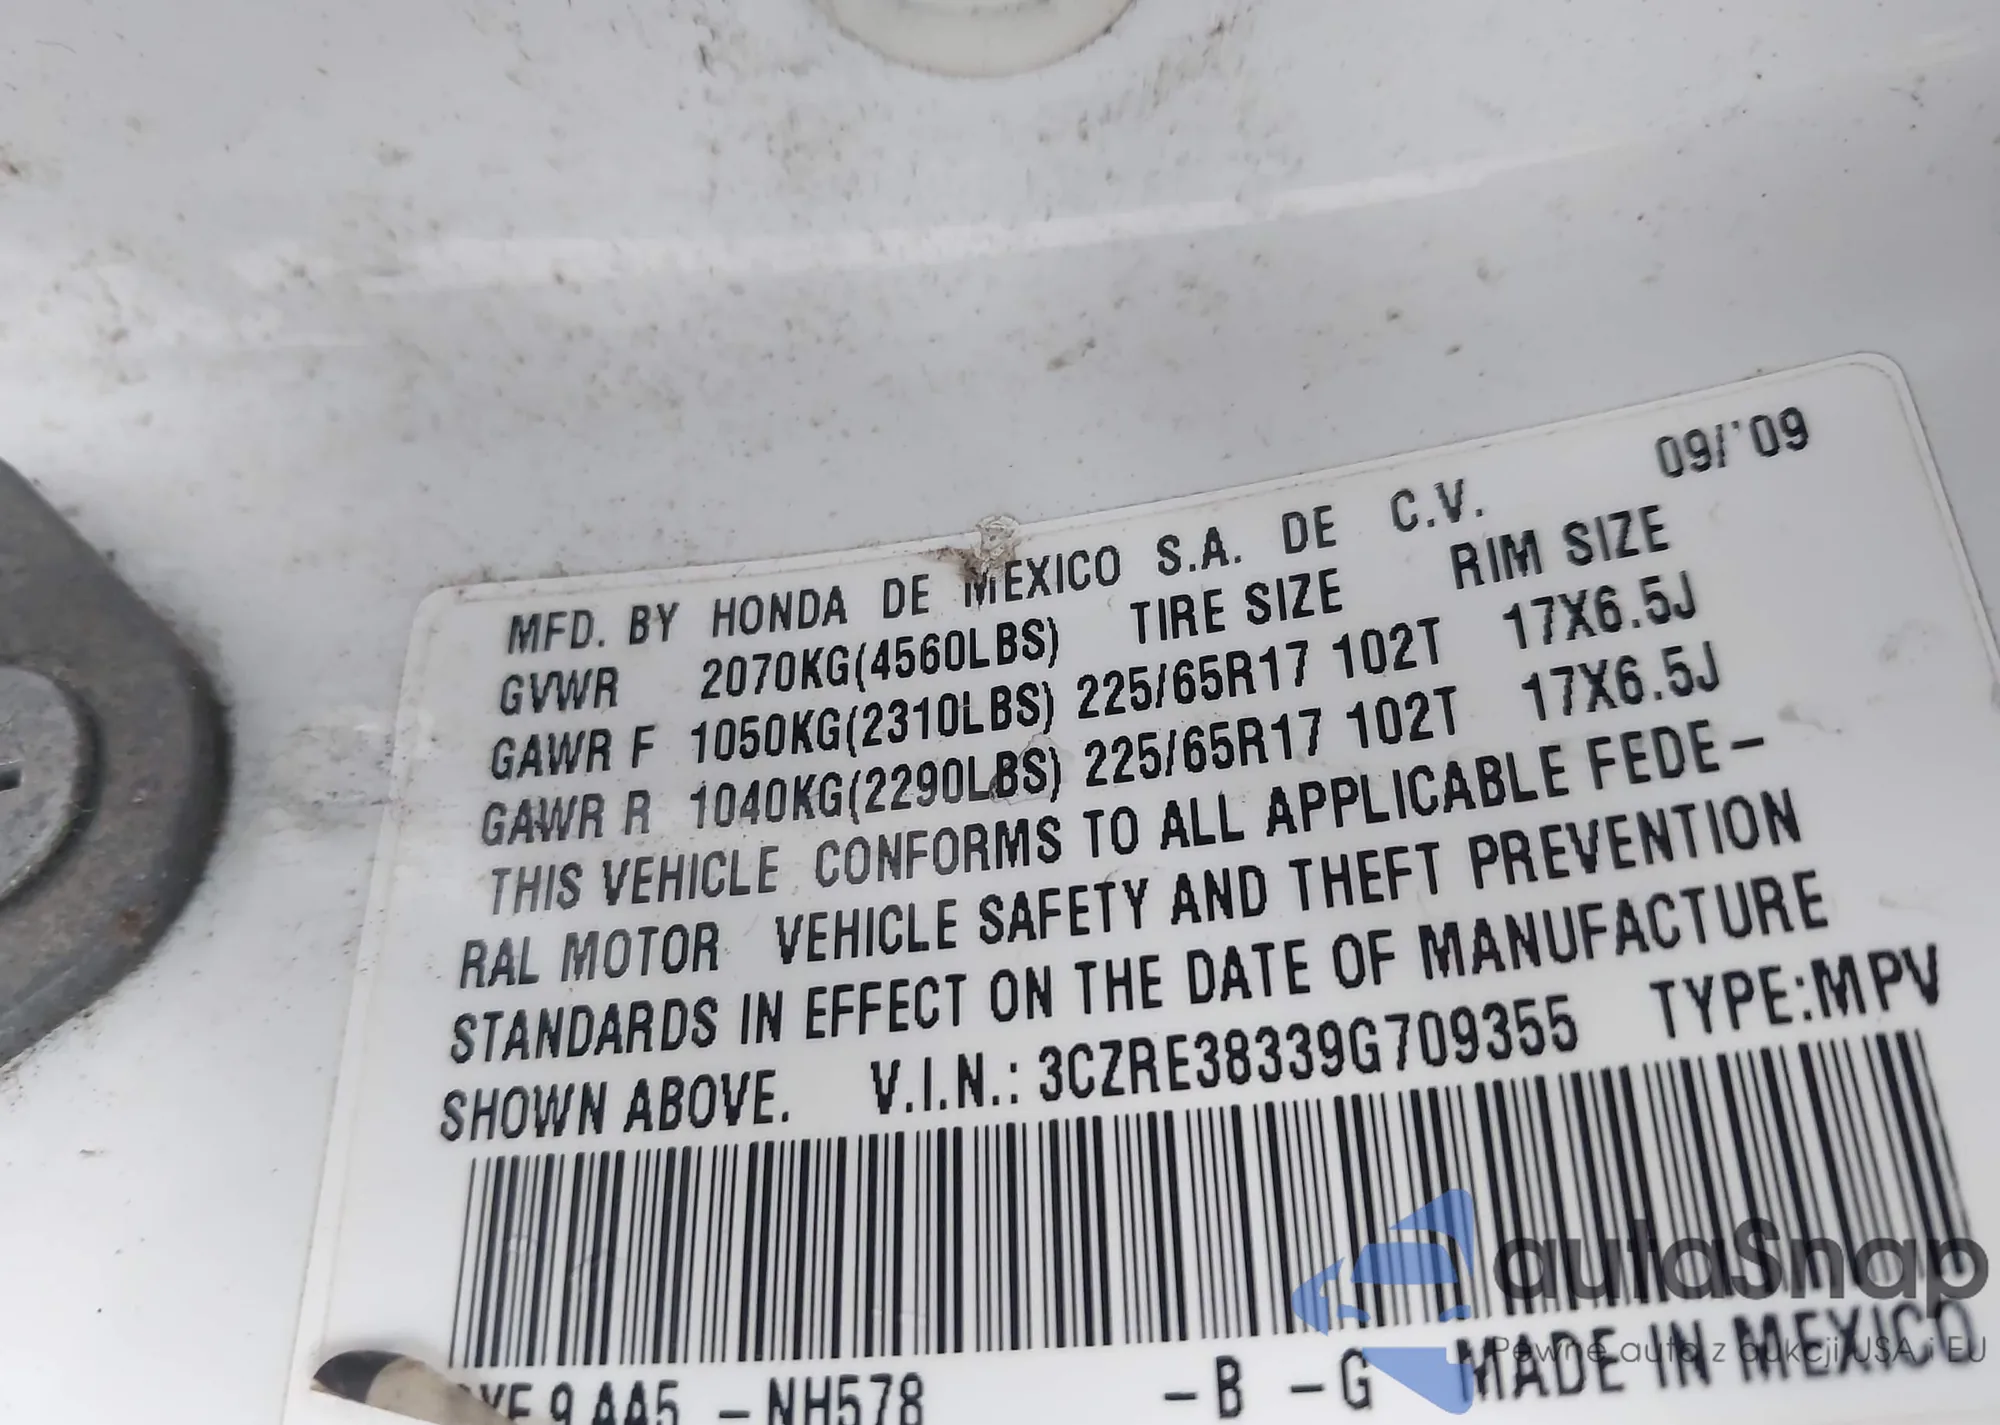 09/'09
MFD. BY HONDA DE MEXICO S.A. DE C.V.
GVWR 2070KG(4560LBS) TIRE SIZE RIM SIZE
GAWR F 1050KG(2310LBS) 225/65R17 102T 17X6.5J
GAWR R 1040KG(2290LBS) 225/65R17 102T 17X6.5J
THIS VEHICLE CONFORMS TO ALL APPLICABLE FEDE-
RAL MOTOR VEHICLE SAFETY AND THEFT PREVENTION
STANDARDS IN EFFECT ON THE DATE OF MANUFACTURE
SHOWN ABOVE. V.I.N.: 3CZRE38339G709355 TYPE:MPV
9 AA5 -NH578 -B -G MADE IN MEXICO
autaSnap
Pewne auta z aukcji USA i EU